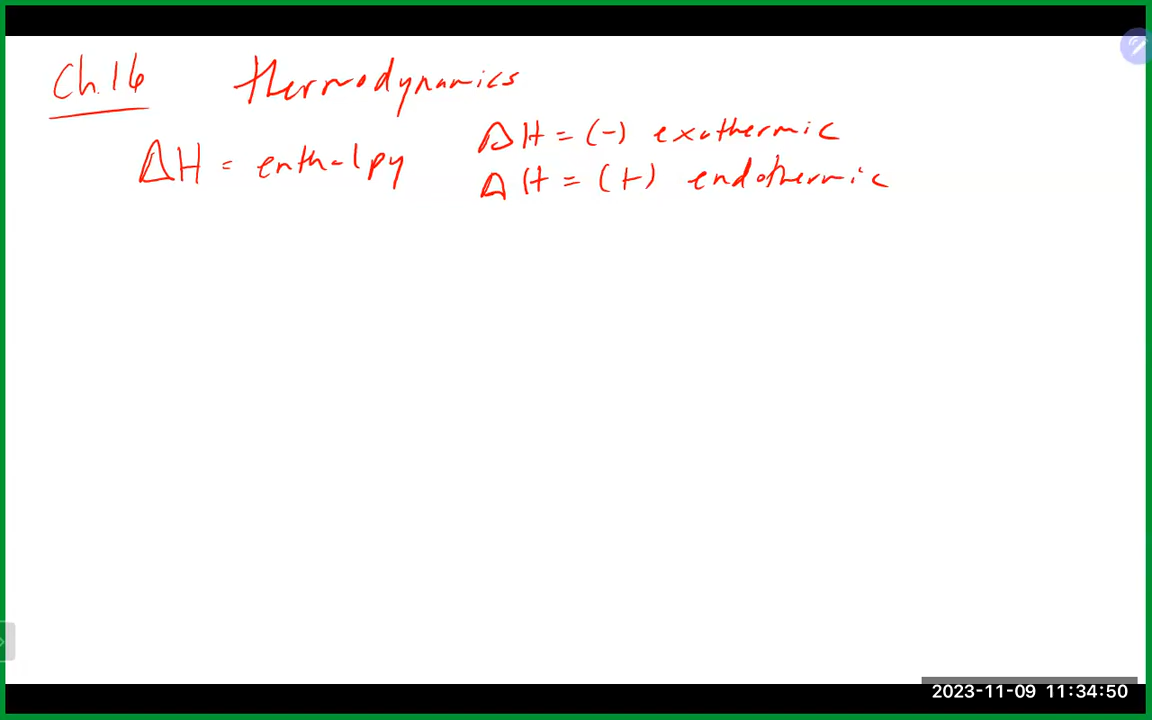 Ch.16 thermodynamics
ΔH = enthalpy
ΔH = (-) exothermic
ΔH = (+) endothermic
2023-11-09 11:34:50